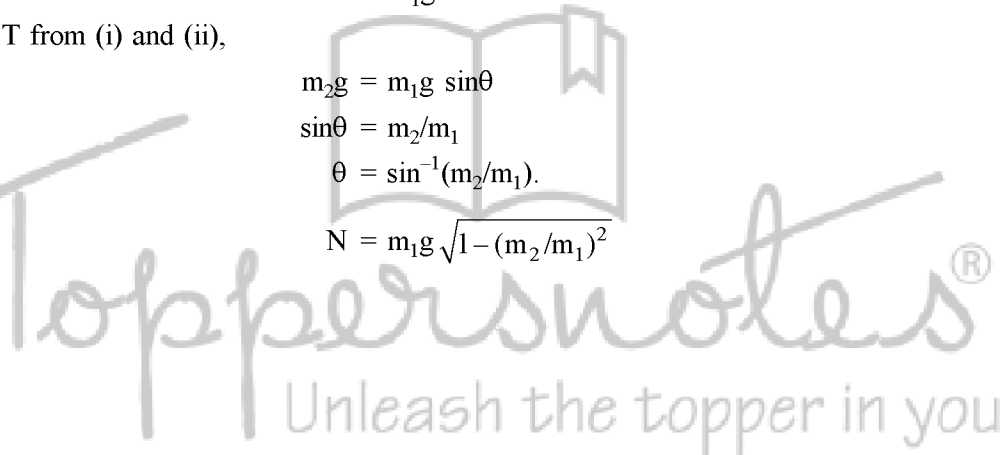 T from (i) and (ii),
m₂g = m₁g sinθ
sinθ = m₂/m₁
θ = sin⁻¹(m₂/m₁).
N = m₁g √1 – (m₂/m₁)²
Toppersnotes®
Unleash the topper in you